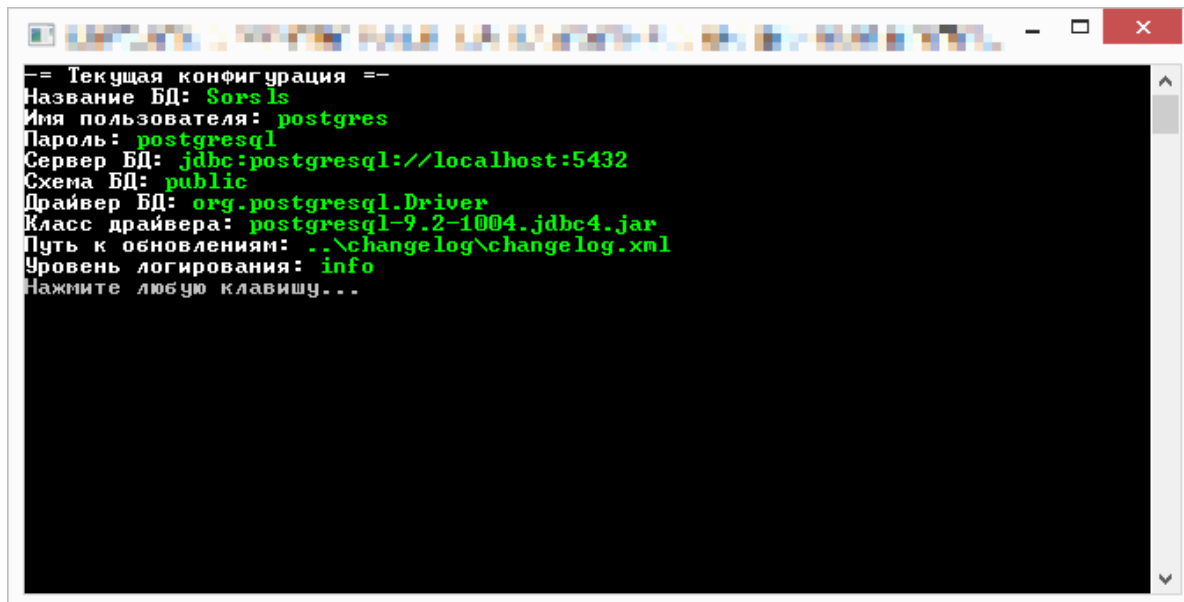 -= Текущая конфигурация =-
Название БД: Sorsls
Имя пользователя: postgres
Пароль: postgresql
Сервер БД: jdbc:postgresql://localhost:5432
Схема БД: public
Драйвер БД: org.postgresql.Driver
Класс драйвера: postgresql-9.2-1004.jdbc4.jar
Путь к обновлениям: ..\changelog\changelog.xml
Уровень логирования: info
Нажмите любую клавишу...